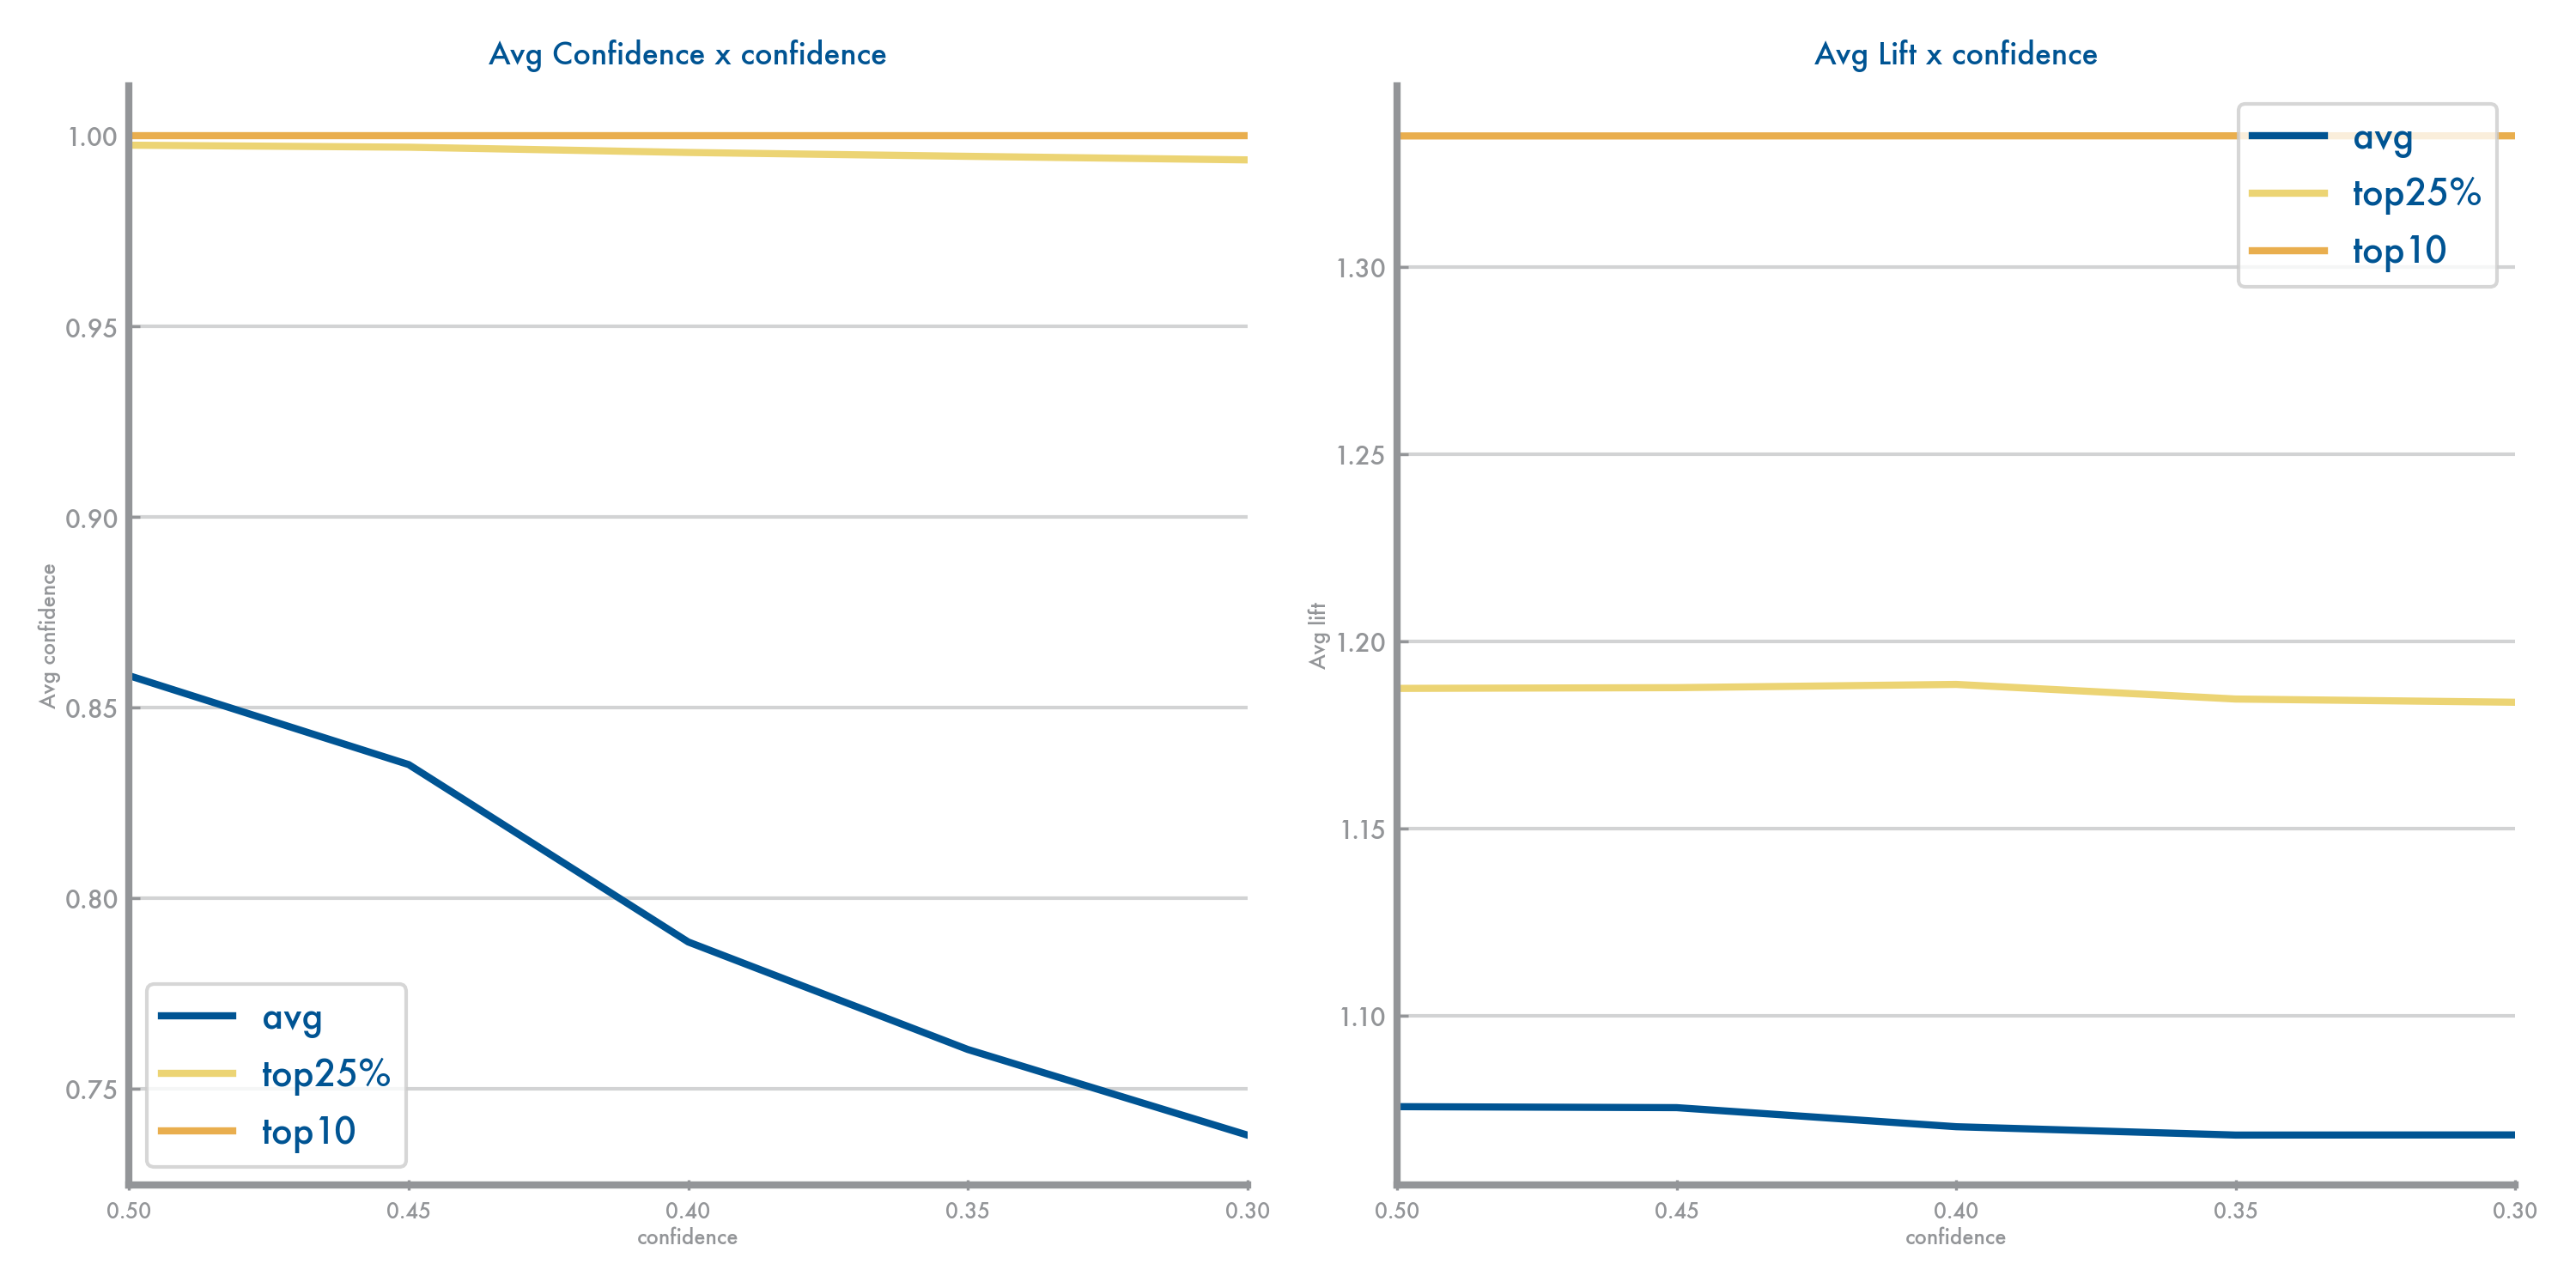 Avg Confidence x confidence
1.00
0.95
0.90
0.85
0.80
0.75
Avg confidence
avg
top25%
top10
0.50 0.45 0.40 0.35 0.30
confidence
Avg Lift x confidence
1.30
1.25
1.20
1.15
1.10
Avg lift
avg
top25%
top10
0.50 0.45 0.40 0.35 0.30
confidence